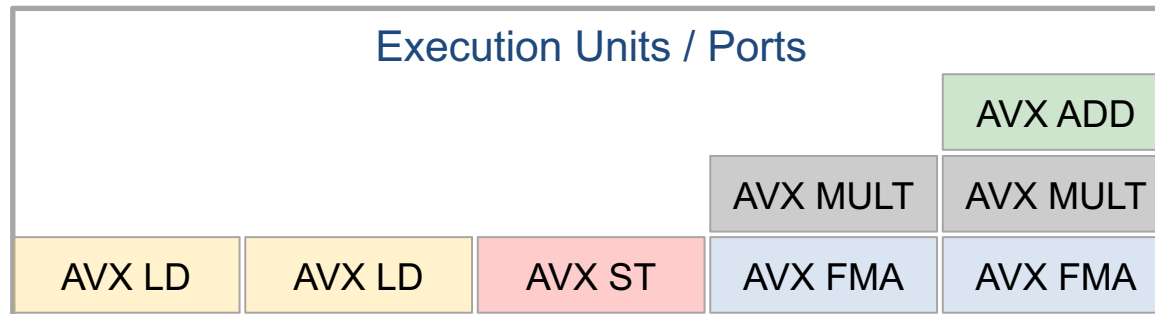 Execution Units / Ports
AVX ADD
AVX MULT AVX MULT
AVX LD AVX LD AVX ST AVX FMA AVX FMA